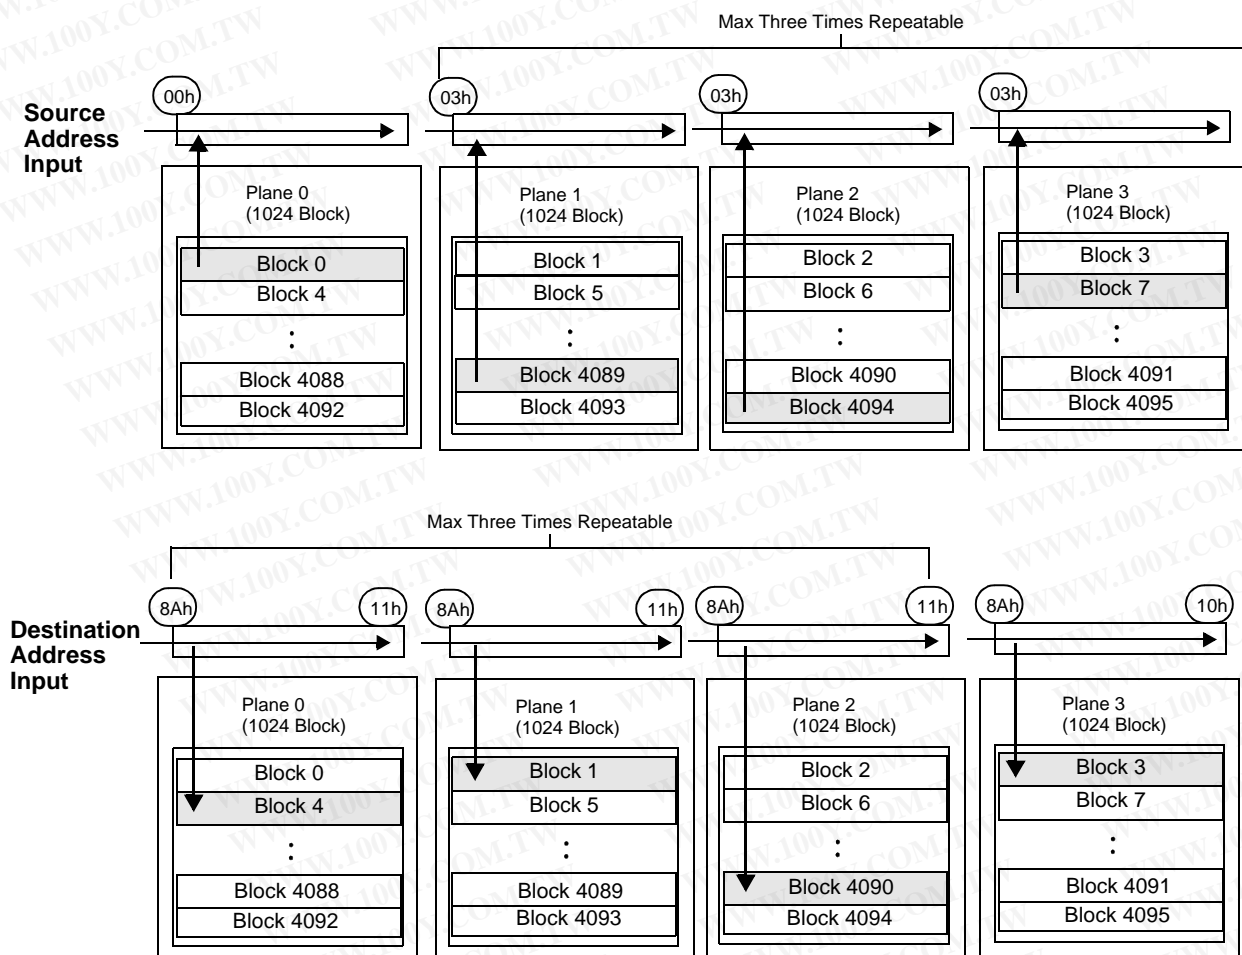 Max Three Times Repeatable
00h 03h 03h 03h
Source
Address
Input
Plane 0
(1024 Block)
Block 0
Block 4
Block 4088
Block 4092
Plane 1
(1024 Block)
Block 1
Block 5
Block 4089
Block 4093
Plane 2
(1024 Block)
Block 2
Block 6
Block 4090
Block 4094
Plane 3
(1024 Block)
Block 3
Block 7
Block 4091
Block 4095
Max Three Times Repeatable
8Ah 11h 8Ah 11h 8Ah 11h 8Ah 10h
Destination
Address
Input
Plane 0
(1024 Block)
Block 0
Block 4
Block 4088
Block 4092
Plane 1
(1024 Block)
Block 1
Block 5
Block 4089
Block 4093
Plane 2
(1024 Block)
Block 2
Block 6
Block 4090
Block 4094
Plane 3
(1024 Block)
Block 3
Block 7
Block 4091
Block 4095
WWW.100Y.COM.TW